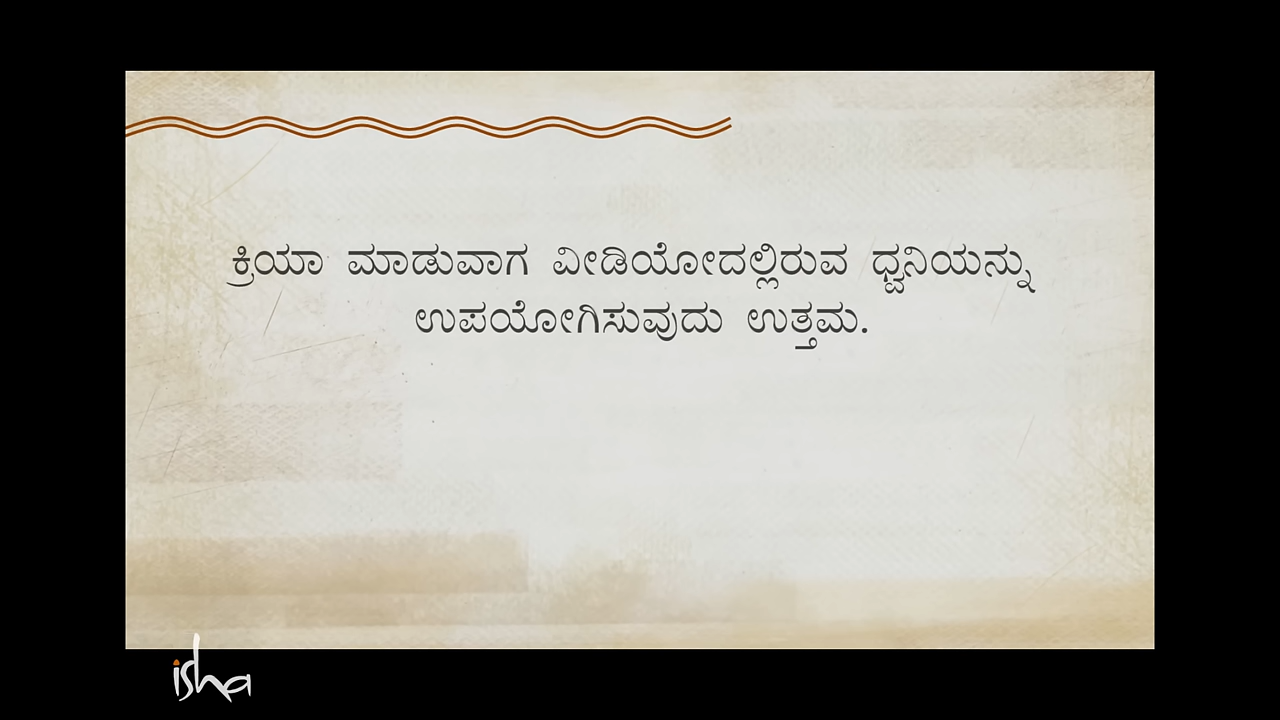 ಕ್ರಿಯಾ ಮಾಡುವಾಗ ವೀಡಿಯೋದಲ್ಲಿರುವ ಧ್ವನಿಯನ್ನು
ಉಪಯೋಗಿಸುವುದು ಉತ್ತಮ.
isha